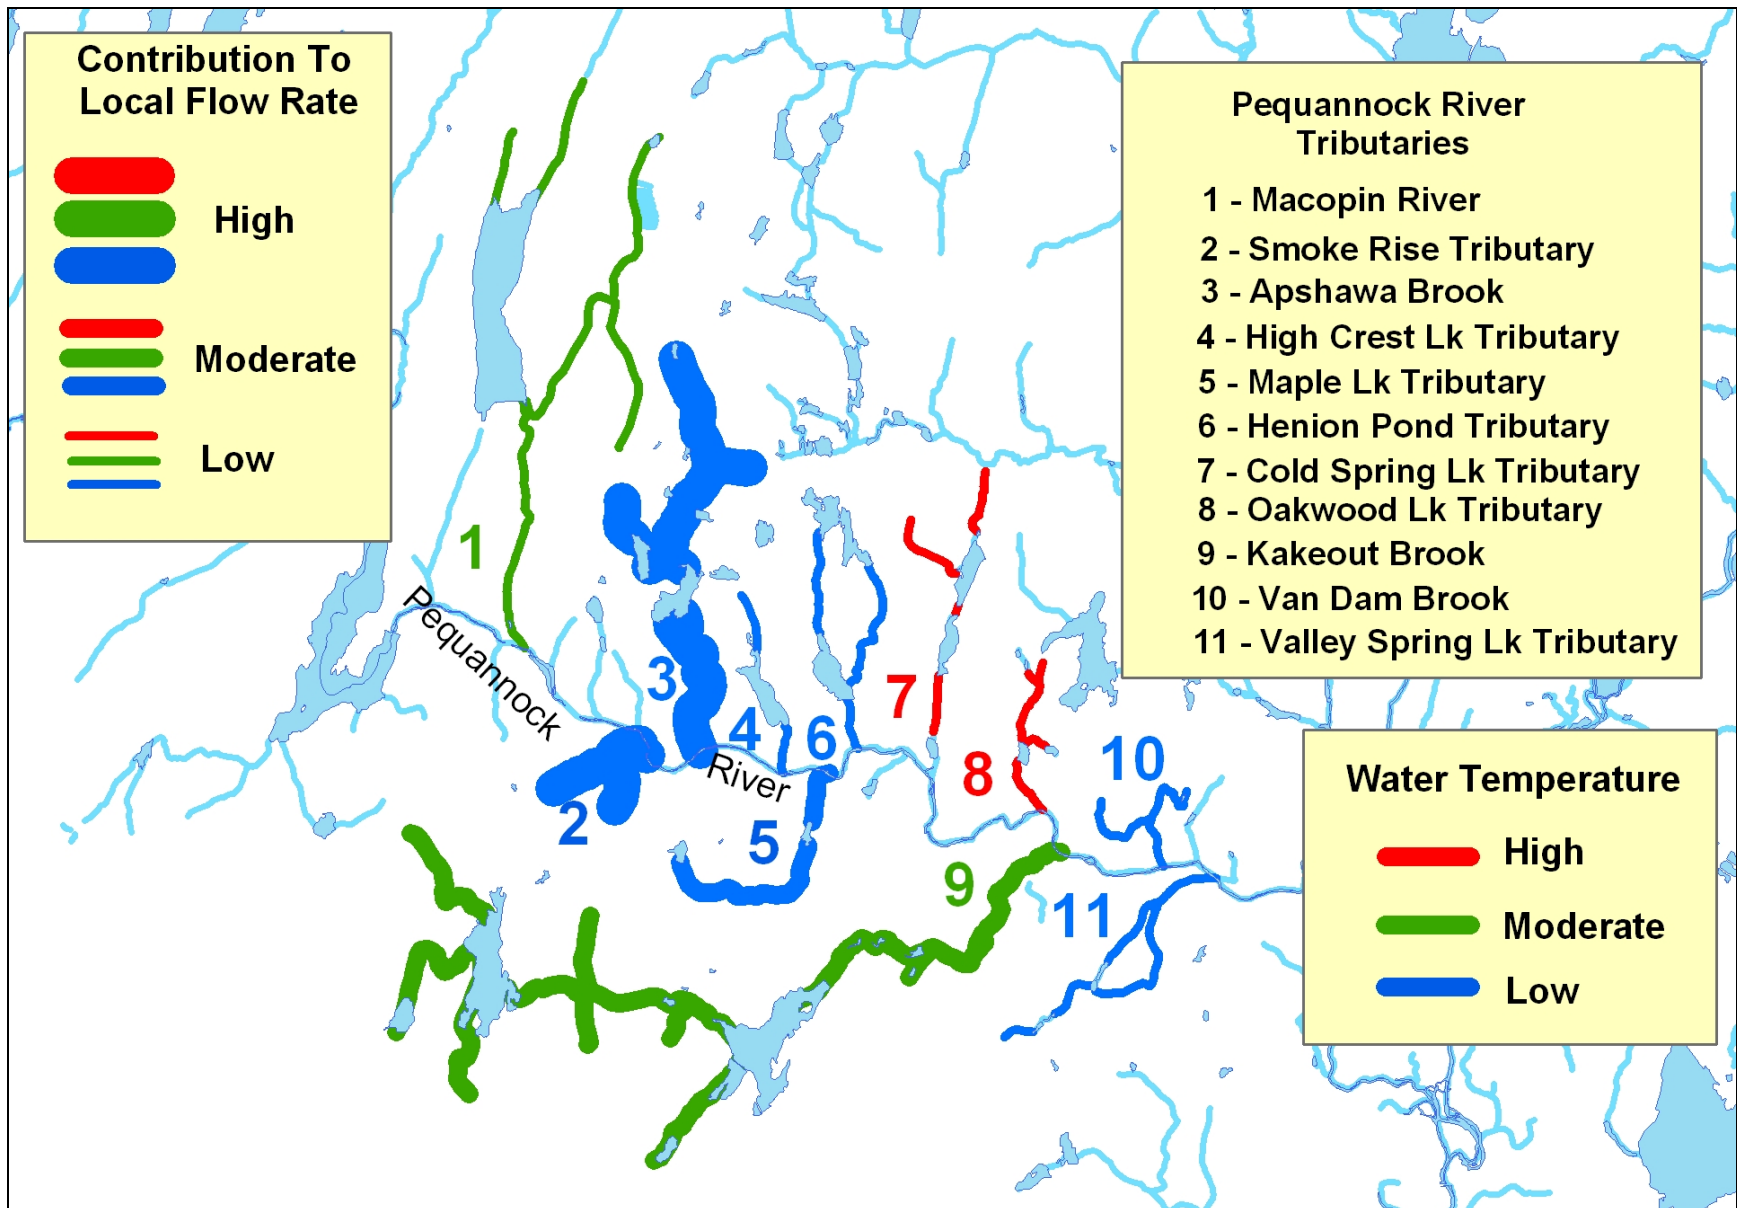 Contribution To
Local Flow Rate
High
Moderate
Low
Pequannock River
Tributaries
1 - Macopin River
2 - Smoke Rise Tributary
3 - Apshawa Brook
4 - High Crest Lk Tributary
5 - Maple Lk Tributary
6 - Henion Pond Tributary
7 - Cold Spring Lk Tributary
8 - Oakwood Lk Tributary
9 - Kakeout Brook
10 - Van Dam Brook
11 - Valley Spring Lk Tributary
1
Pequannock
River
3
4
6
7
2
5
8
10
9
11
Water Temperature
High
Moderate
Low